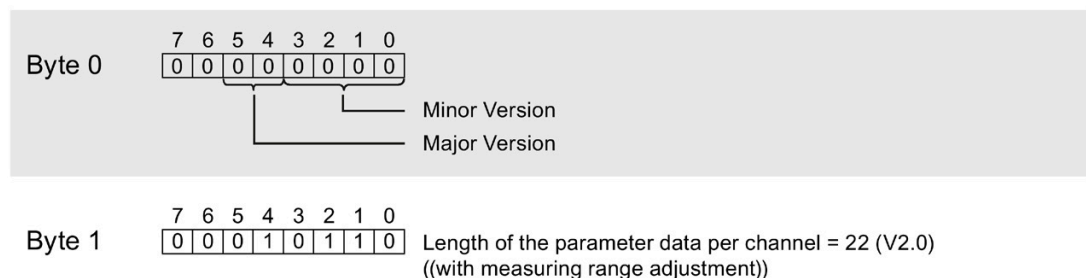 7 6 5 4 3 2 1 0
Byte 0 0 0 0 0 0 0 0 0
Minor Version
Major Version
7 6 5 4 3 2 1 0
Byte 1 0 0 0 1 0 1 1 0 Length of the parameter data per channel = 22 (V2.0)
((with measuring range adjustment))